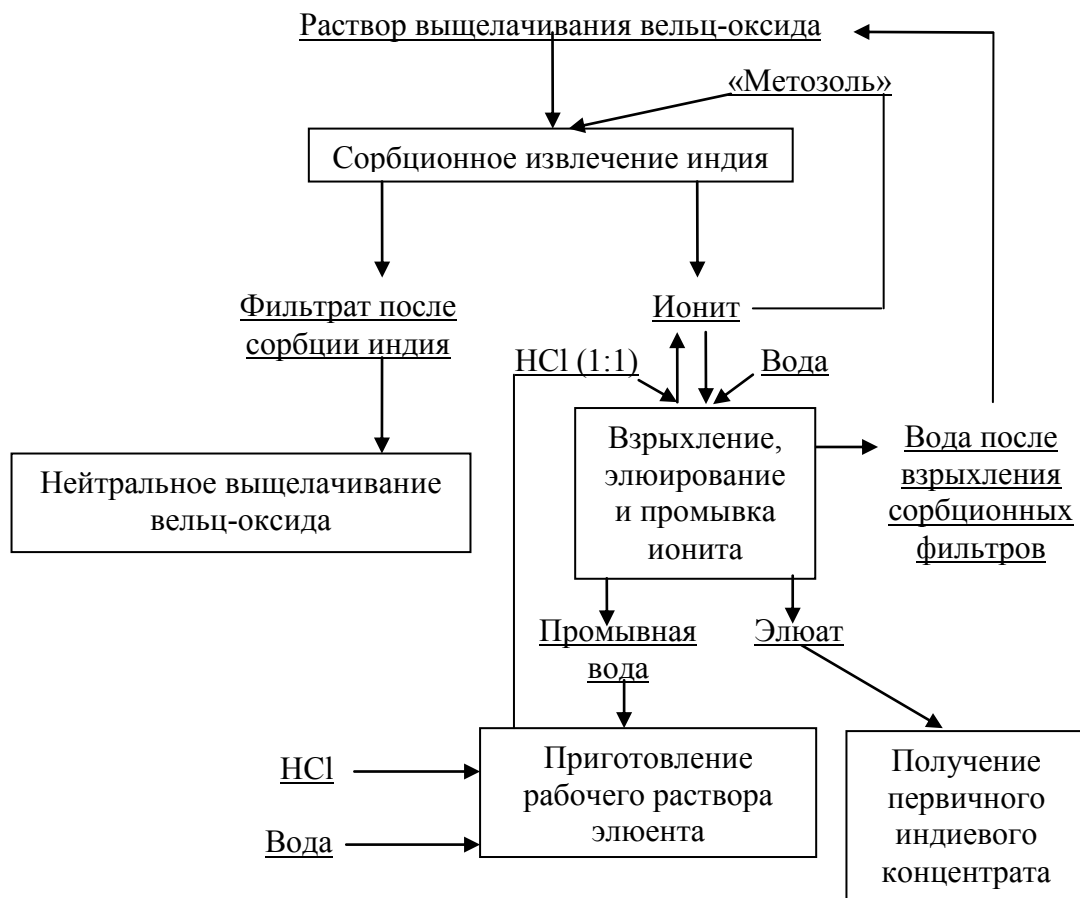 Раствор выщелачивания вельц-оксида
«Метозоль»
Сорбционное извлечение индия
Фильтрат после
сорбции индия
Ионит
HCl (1:1)
Вода
Взрыхление,
элюирование
и промывка
ионита
Вода после
взрыхления
сорбционных
фильтров
Нейтральное выщелачивание
вельц-оксида
Промывная
вода
Элюат
HCl
Вода
Приготовление
рабочего раствора
элюента
Получение
первичного
индиевого
концентрата